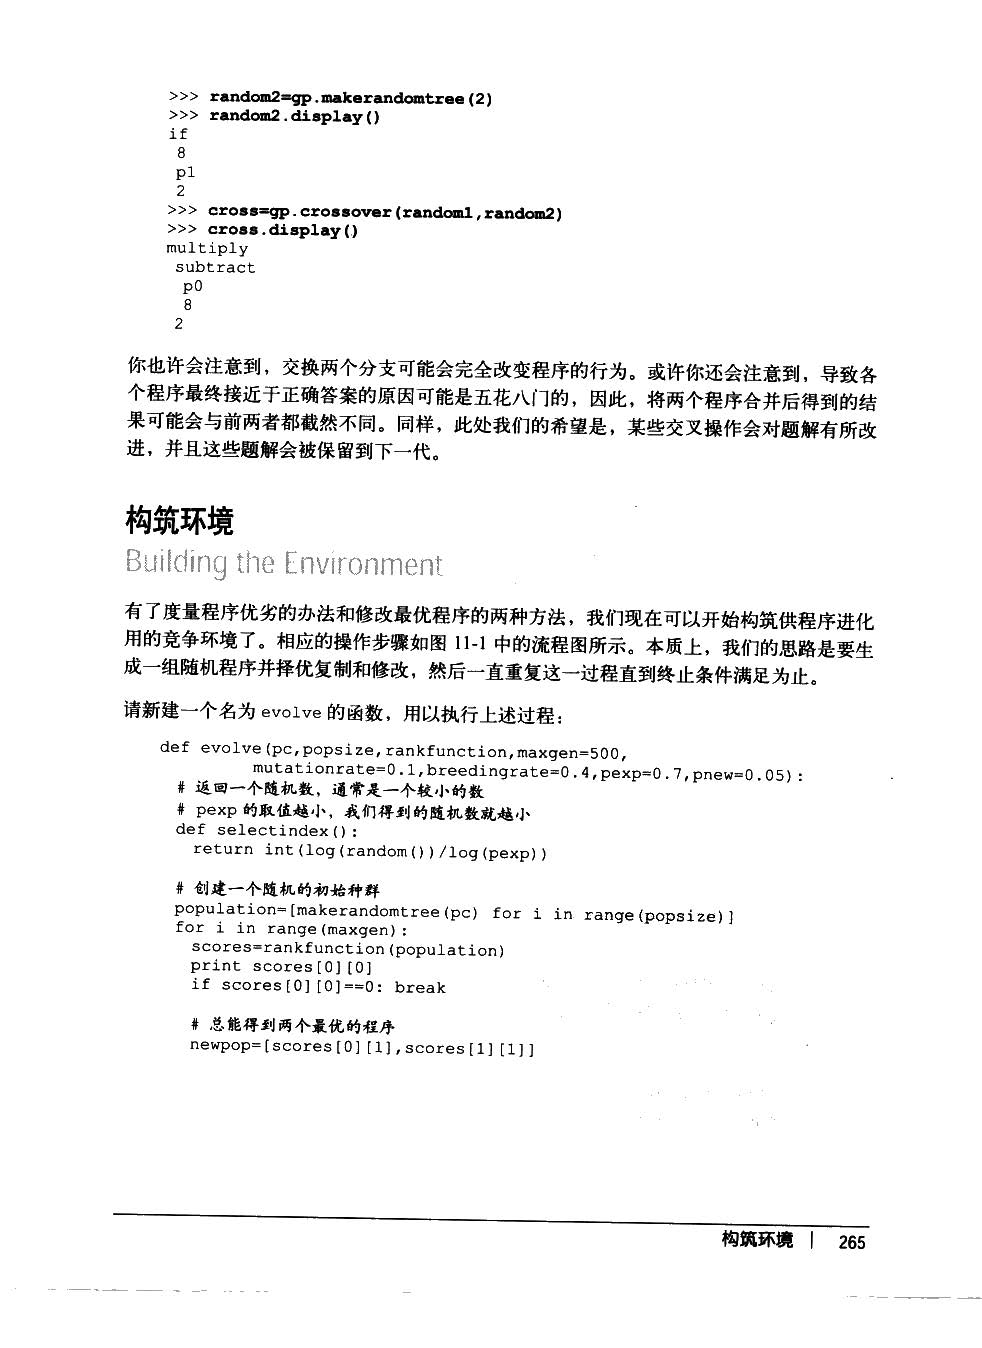 >>> random2=gp.makerandomtree(2)
>>> random2.display()
if
 8
 p1
 2
>>> cross=gp.crossover(random1,random2)
>>> cross.display()
multiply
 subtract
  p0
  8
 2
你也许会注意到，交换两个分支可能会完全改变程序的行为。或许你还会注意到，导致各
个程序最终接近于正确答案的原因可能是五花八门的，因此，将两个程序合并后得到的结
果可能会与前两者都截然不同。同样，此处我们的希望是，某些交叉操作会对题解有所改
进，并且这些题解会被保留到下一代。
构筑环境
Building the Environment
有了度量程序优劣的办法和修改最优程序的两种方法，我们现在可以开始构筑供程序进化
用的竞争环境了。相应的操作步骤如图 11-1 中的流程图所示。本质上，我们的思路是要生
成一组随机程序并择优复制和修改，然后一直重复这一过程直到终止条件满足为止。
请新建一个名为 evolve 的函数，用以执行上述过程：
def evolve(pc,popsize,rankfunction,maxgen=500,
          mutationrate=0.1,breedingrate=0.4,pexp=0.7,pnew=0.05):
  # 返回一个随机数，通常是一个较小的数
  # pexp 的取值越小，我们得到的随机数就越小
  def selectindex():
    return int(log(random())/log(pexp))
  # 创建一个随机的初始种群
  population=[makerandomtree(pc) for i in range(popsize)]
  for i in range(maxgen):
    scores=rankfunction(population)
    print scores[0][0]
    if scores[0][0]==0: break
    # 总能得到两个最优的程序
    newpop=[scores[0][1],scores[1][1]]
构筑环境 | 265